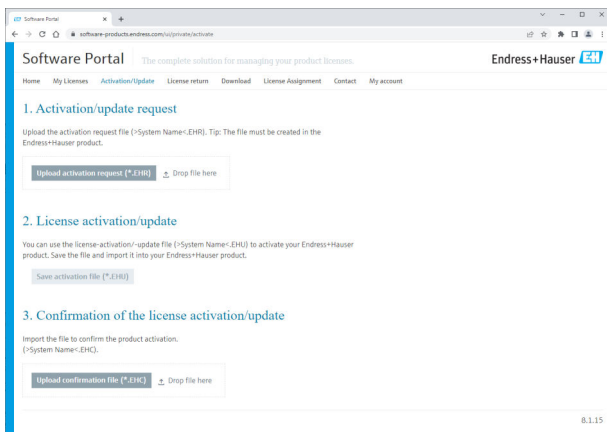 Software Portal
software-products.endress.com/ui/private/activate
Software Portal The complete solution for managing your product licenses. Endress+Hauser EH
Home My Licenses Activation/Update License return Download License Assignment Contact My account
1. Activation/update request
Upload the activation request file (>System Name<.EHR). Tip: The file must be created in the
Endress+Hauser product.
Upload activation request (*.EHR) Drop file here
2. License activation/update
You can use the license-activation/-update file (>System Name<.EHU) to activate your Endress+Hauser
product. Save the file and import it into your Endress+Hauser product.
Save activation file (*.EHU)
3. Confirmation of the license activation/update
Import the file to confirm the product activation.
(>System Name<.EHC).
Upload confirmation file (*.EHC) Drop file here
8.1.15